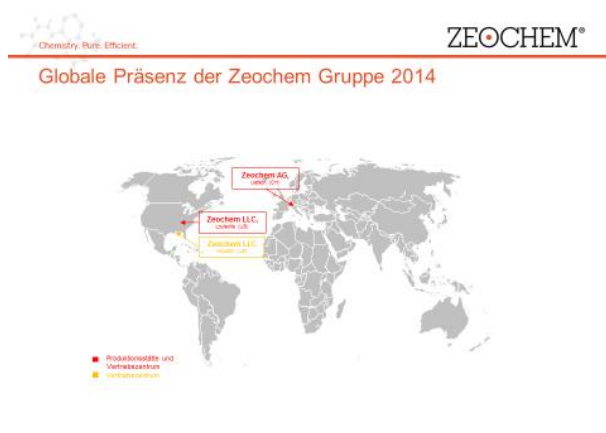 Chemistry. Pure. Efficient.
ZEOCHEM®
Globale Präsenz der Zeochem Gruppe 2014
Zeochem AG,
(CH)
Zeochem LLC,
Louisville (US)
Zeochem LLC
Produktionsstätte und
Vertriebszentrum
Vertriebszentrum